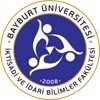 BAYBURT ÜNİVERSİTESİ
İKTİSADİ VE İDARİ BİLİMLER FAKÜLTESİ
-2008-